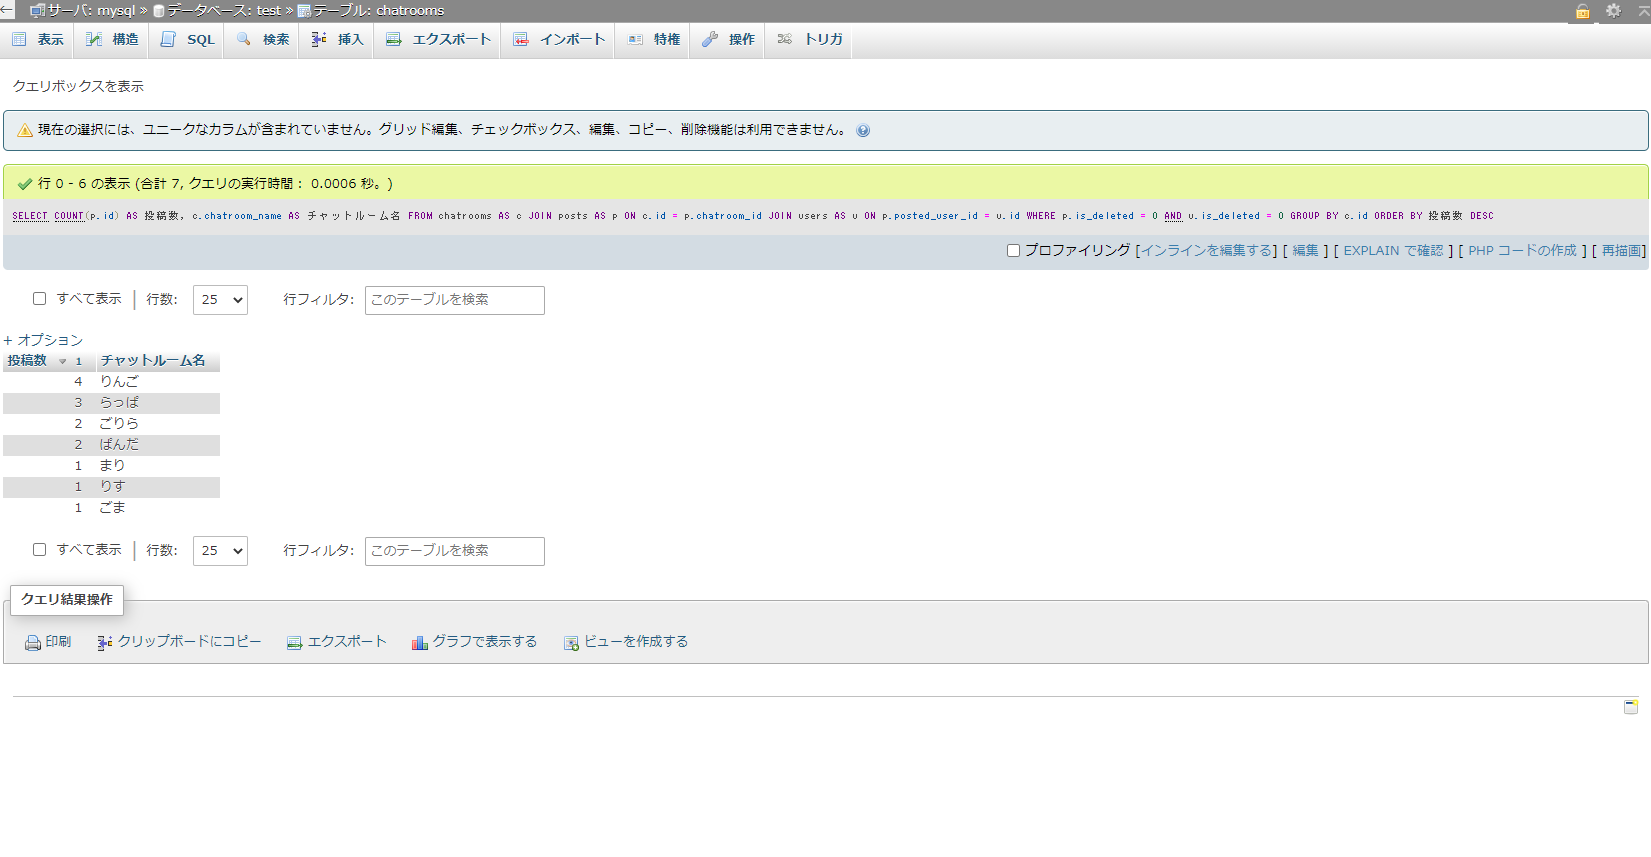 サーバ: mysql » データベース: test » テーブル: chatrooms
表示 構造 SQL 検索 挿入 エクスポート インポート 特権 操作 トリガ
クエリボックスを表示
現在の選択には、ユニークなカラムが含まれていません。グリッド編集、チェックボックス、編集、コピー、削除機能は利用できません。
行 0 - 6 の表示 (合計 7, クエリの実行時間： 0.0006 秒。)
SELECT COUNT(p.id) AS 投稿数, c.chatroom_name AS チャットルーム名 FROM chatrooms AS c JOIN posts AS p ON c.id = p.chatroom_id JOIN users AS u ON p.posted_user_id = u.id WHERE p.is_deleted = 0 AND u.is_deleted = 0 GROUP BY c.id ORDER BY 投稿数 DESC
プロファイリング [インラインを編集する] [ 編集 ] [ EXPLAIN で確認 ] [ PHP コードの作成 ] [ 再描画]
すべて表示 | 行数: 25 行フィルタ: このテーブルを検索
+ オプション
投稿数 1 チャットルーム名
4 りんご
3 らっぱ
2 ごりら
2 ぱんだ
1 まり
1 りす
1 ごま
すべて表示 | 行数: 25 行フィルタ: このテーブルを検索
クエリ結果操作
印刷 クリップボードにコピー エクスポート グラフで表示する ビューを作成する